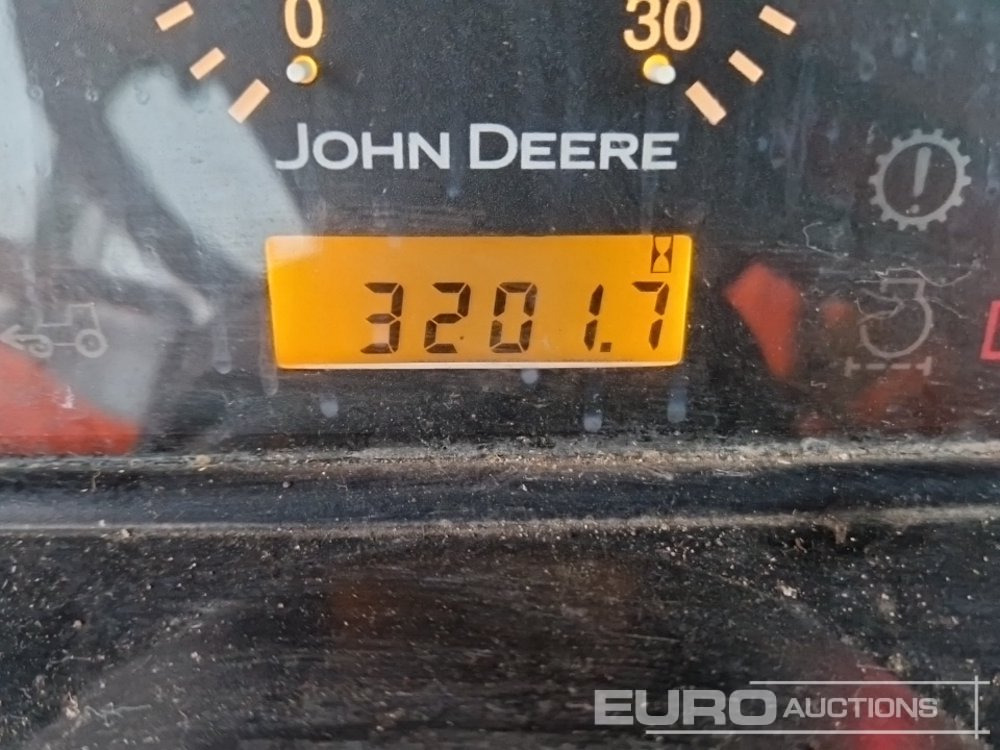 0 30
JOHN DEERE
3201.7
EURO AUCTIONS